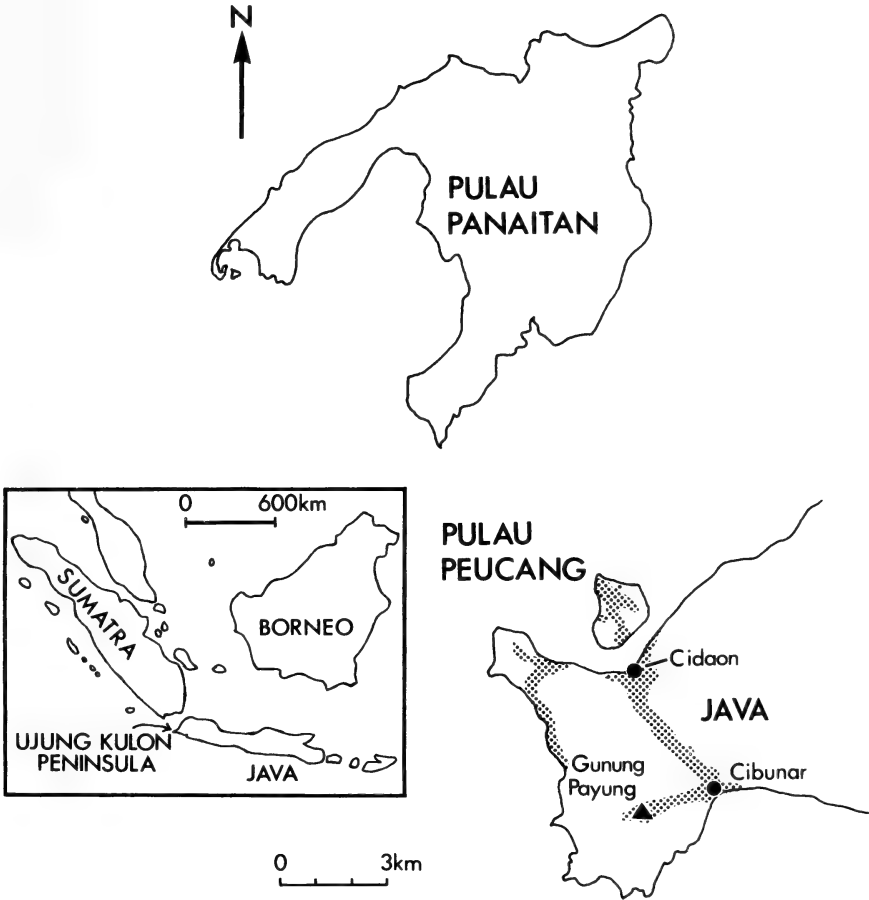 N
PULAU
PANAITAN
0 600km
SUMATRA
BORNEO
UJUNG KULON
PENINSULA
JAVA
PULAU
PEUCANG
Cidaon
JAVA
Gunung
Payung
Cibunar
0 3km